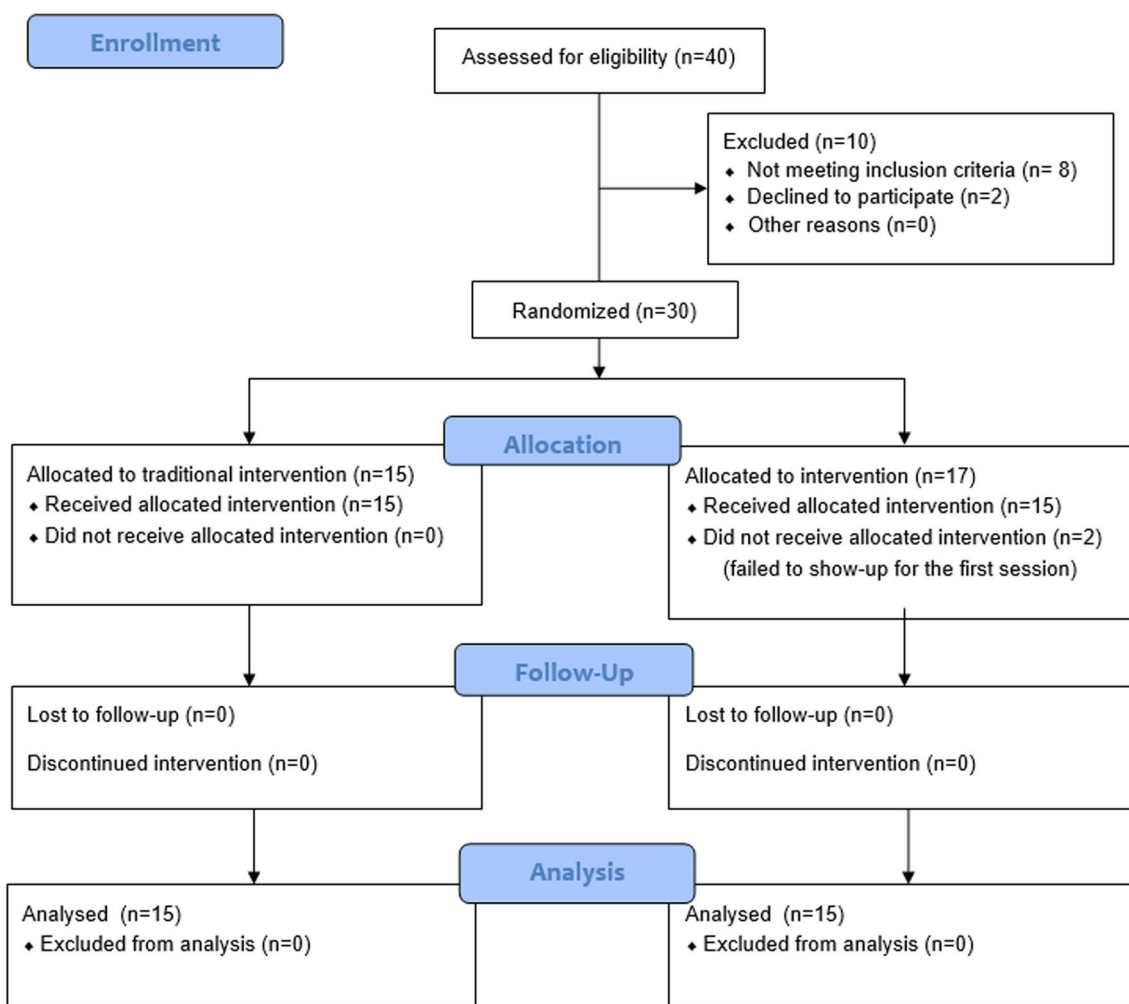 Enrollment
Assessed for eligibility (n=40)
Excluded (n=10)
⬥ Not meeting inclusion criteria (n= 8)
⬥ Declined to participate (n=2)
⬥ Other reasons (n=0)
Randomized (n=30)
Allocation
Allocated to traditional intervention (n=15)
⬥ Received allocated intervention (n=15)
⬥ Did not receive allocated intervention (n=0)
Allocated to intervention (n=17)
⬥ Received allocated intervention (n=15)
⬥ Did not receive allocated intervention (n=2)
(failed to show-up for the first session)
Follow-Up
Lost to follow-up (n=0)
Discontinued intervention (n=0)
Lost to follow-up (n=0)
Discontinued intervention (n=0)
Analysis
Analysed (n=15)
⬥ Excluded from analysis (n=0)
Analysed (n=15)
⬥ Excluded from analysis (n=0)